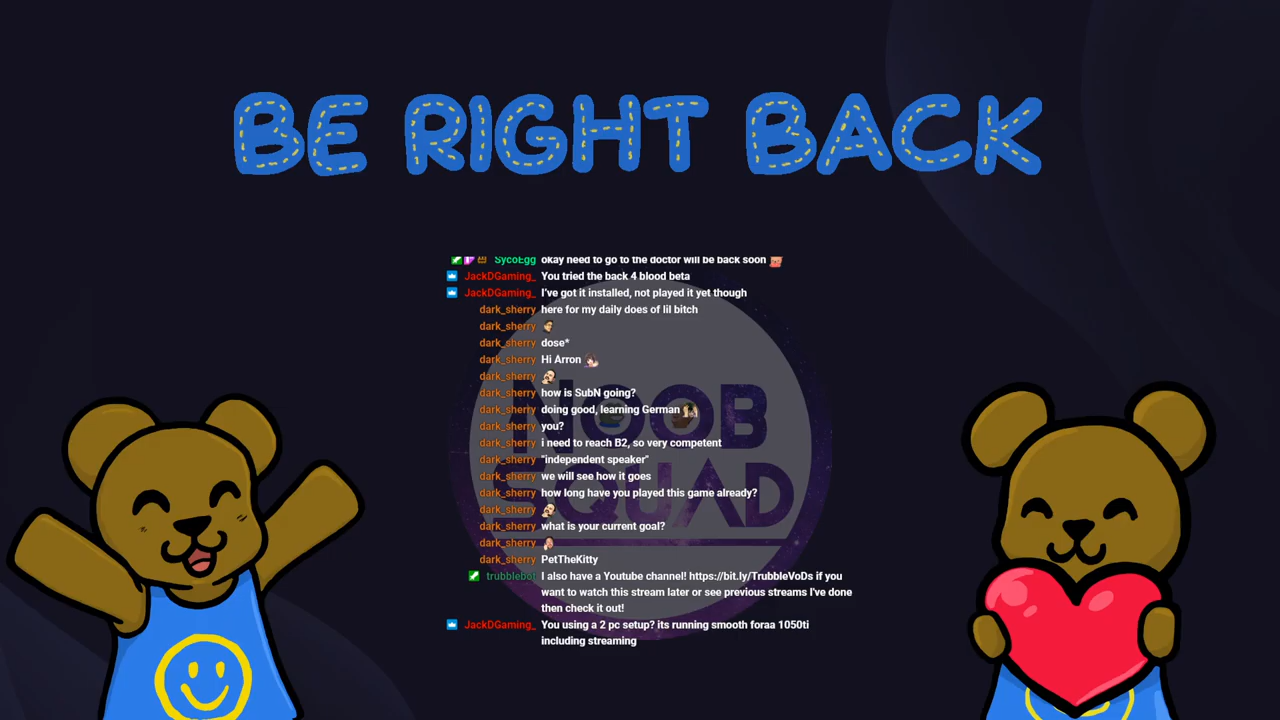 BE RIGHT BACK
SycoEgg okay need to go to the doctor will be back soon
JackDGaming_ You tried the back 4 blood beta
JackDGaming_ I've got it installed, not played it yet though
dark_sherry here for my daily does of lil bitch
dark_sherry
dark_sherry dose*
dark_sherry Hi Arron
dark_sherry
dark_sherry how is SubN going?
dark_sherry doing good, learning German
dark_sherry you?
dark_sherry i need to reach B2, so very competent
dark_sherry "independent speaker"
dark_sherry we will see how it goes
dark_sherry how long have you played this game already?
dark_sherry
dark_sherry what is your current goal?
dark_sherry
dark_sherry PetTheKitty
trubblebot I also have a Youtube channel! https://bit.ly/TrubbleVoDs if you
want to watch this stream later or see previous streams I've done
then check it out!
JackDGaming_ You using a 2 pc setup? its running smooth foraa 1050ti
including streaming
NOOB
SQUAD